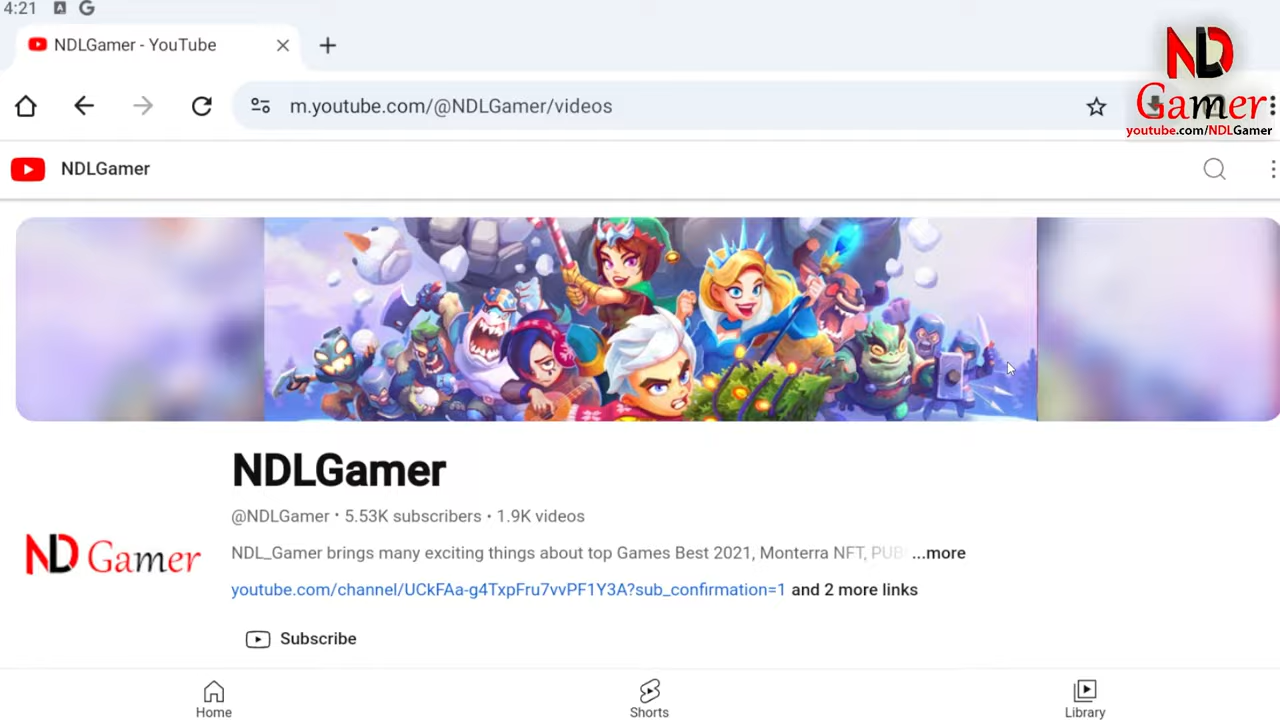 4:21
NDLGamer - YouTube
m.youtube.com/@NDLGamer/videos
ND
Gamer
youtube.com/NDLGamer
NDLGamer
NDLGamer
@NDLGamer • 5.53K subscribers • 1.9K videos
ND Gamer
NDL_Gamer brings many exciting things about top Games Best 2021, Monterra NFT, PUB ...more
youtube.com/channel/UCkFAa-g4TxpFru7vvPF1Y3A?sub_confirmation=1 and 2 more links
Subscribe
Home
Shorts
Library